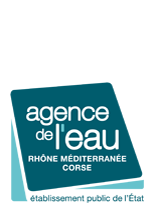 agence
de l'eau
RHÔNE MÉDITERRANÉE
CORSE
établissement public de l'État